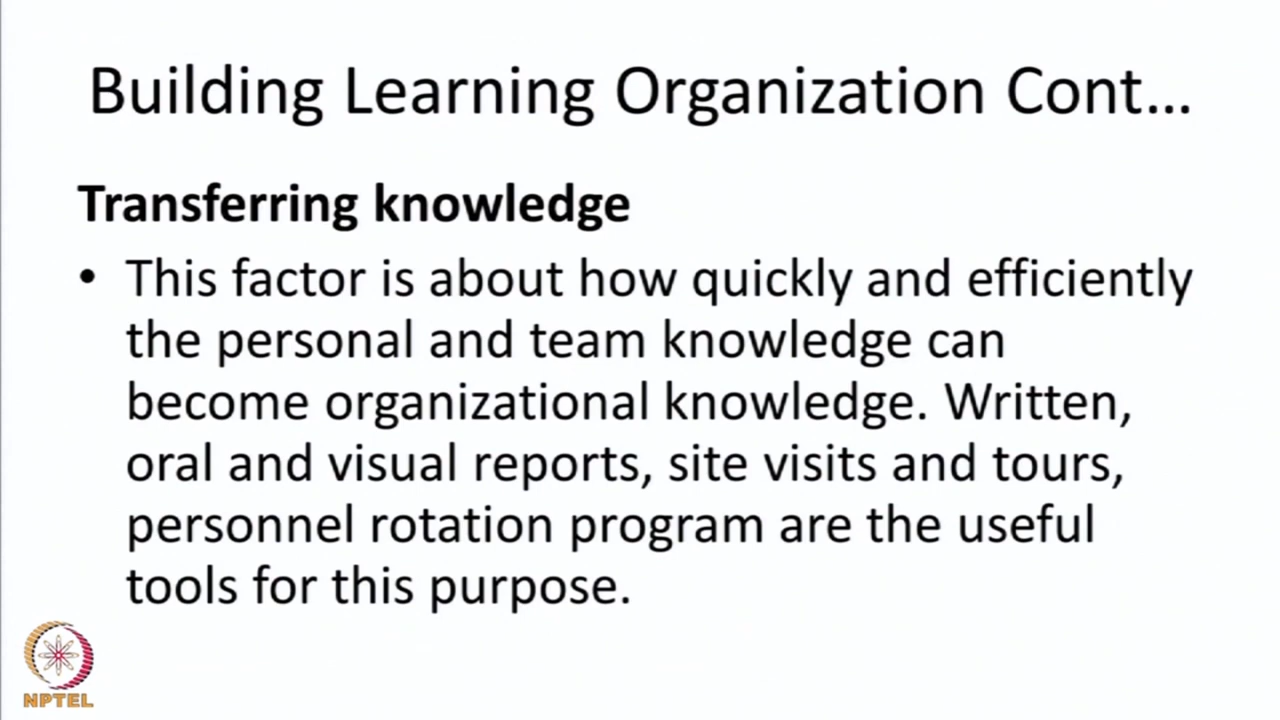 Building Learning Organization Cont...
Transferring knowledge
• This factor is about how quickly and efficiently
the personal and team knowledge can
become organizational knowledge. Written,
oral and visual reports, site visits and tours,
personnel rotation program are the useful
tools for this purpose.
NPTEL